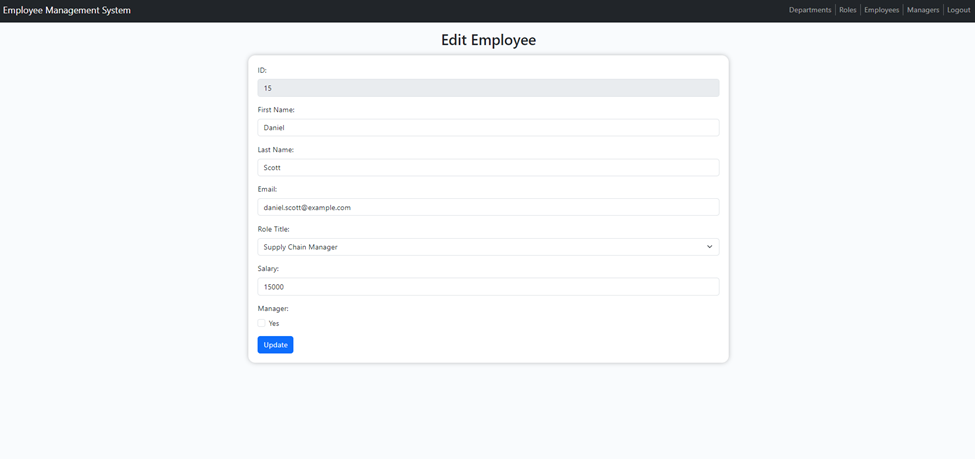 Employee Management System
Departments Roles Employees Managers Logout
Edit Employee
ID:
15
First Name:
Daniel
Last Name:
Scott
Email:
daniel.scott@example.com
Role Title:
Supply Chain Manager
Salary:
15000
Manager:
Yes
Update